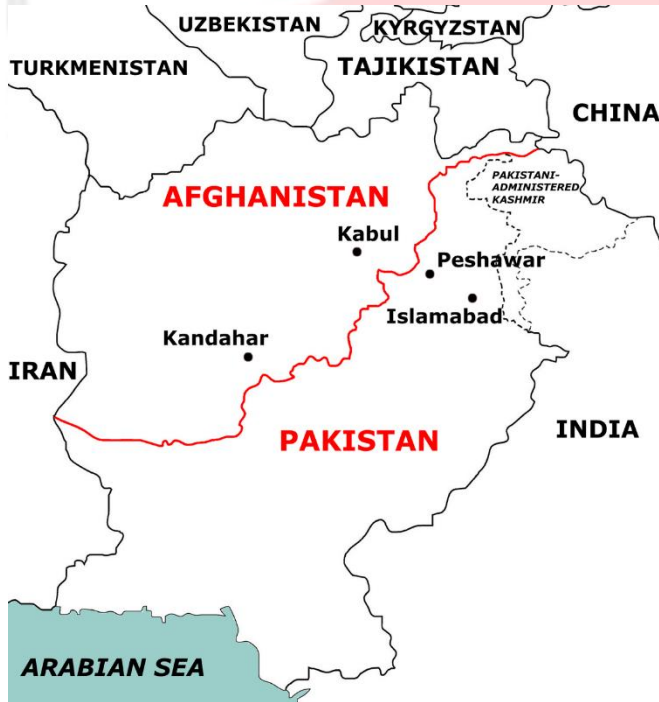 UZBEKISTAN
KYRGYZSTAN
TURKMENISTAN
TAJIKISTAN
CHINA
AFGHANISTAN
PAKISTANI-
ADMINISTERED
KASHMIR
Kabul
Peshawar
Islamabad
Kandahar
IRAN
PAKISTAN
INDIA
ARABIAN SEA